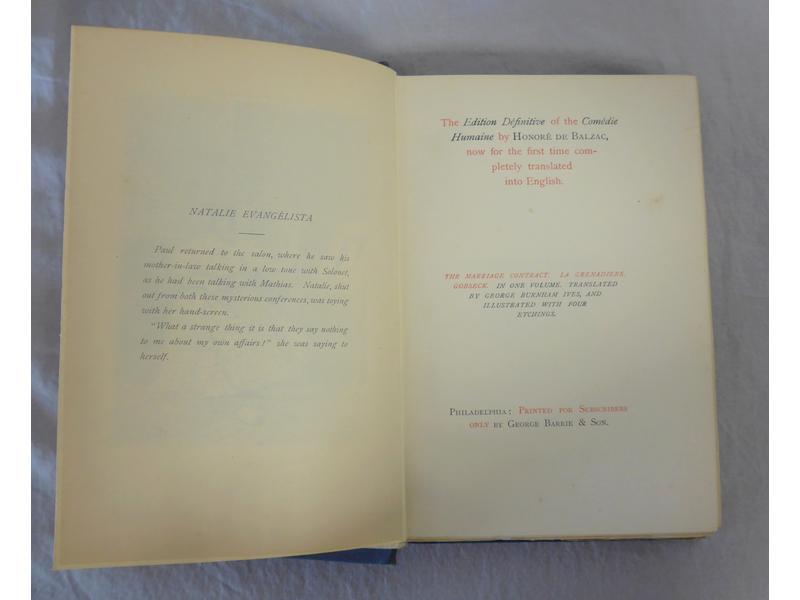 NATALIE EVANGÉLISTA
Paul returned to the salon, where he saw his
mother-in-law talking in a low tone with Solonet,
as he had been talking with Mathias. Natalie, shut
out from both these mysterious conferences, was toying
with her hand-screen.
"What a strange thing it is that they say nothing
to me about my own affairs!" she was saying to
herself.
The Edition Définitive of the Comédie
Humaine by HONORÉ DE BALZAC,
now for the first time com-
pletely translated
into English.
THE MARRIAGE CONTRACT. LA GRENADIERE.
GOBSECK. IN ONE VOLUME. TRANSLATED
BY GEORGE BURNHAM IVES, AND
ILLUSTRATED WITH FOUR
ETCHINGS.
PHILADELPHIA: PRINTED FOR SUBSCRIBERS
ONLY BY GEORGE BARRIE & SON.